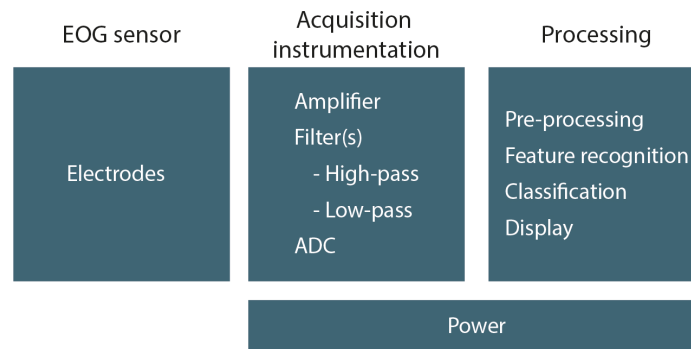 EOG sensor
Acquisition
instrumentation
Processing
Electrodes
Amplifier
Filter(s)
- High-pass
- Low-pass
ADC
Pre-processing
Feature recognition
Classification
Display
Power